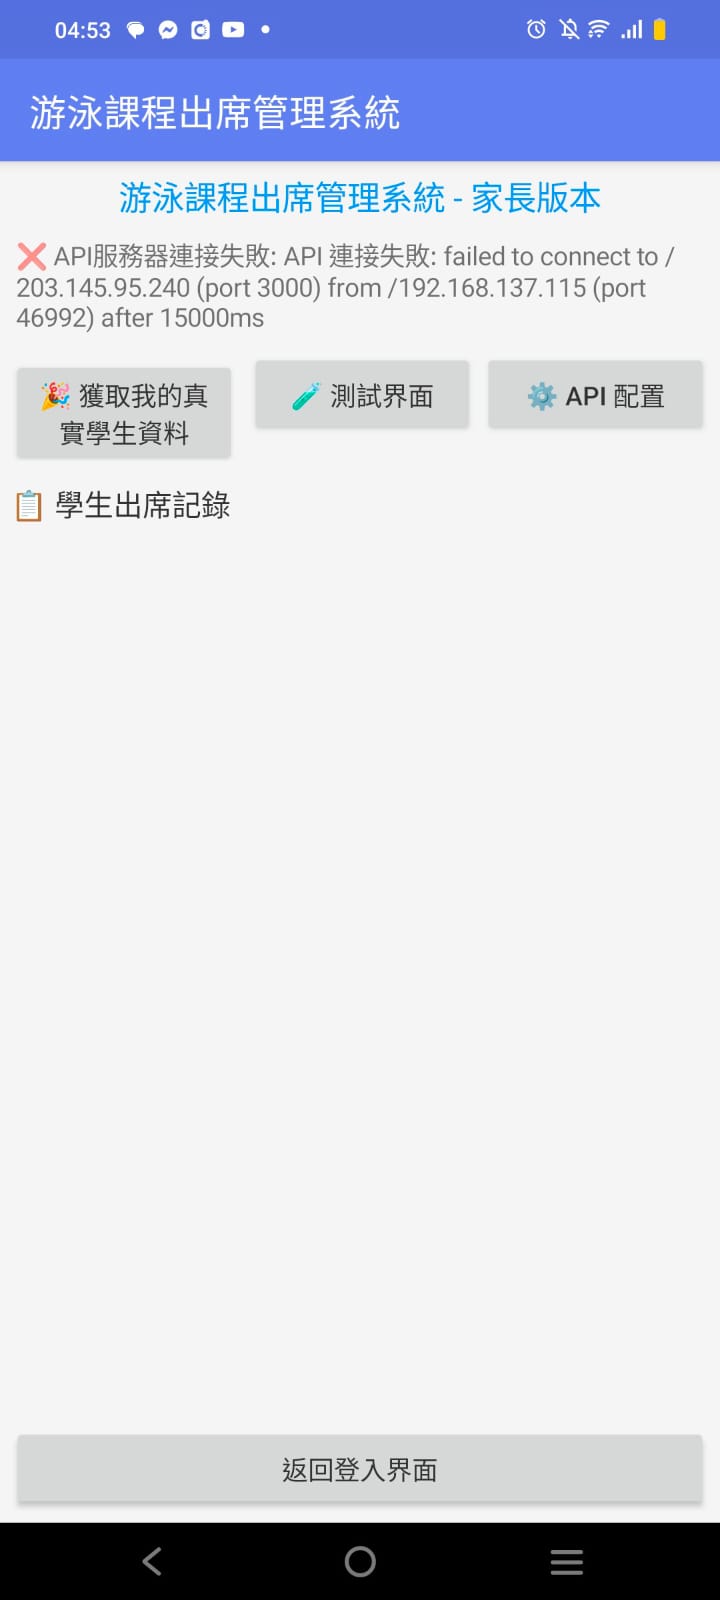 04:53
游泳課程出席管理系統
游泳課程出席管理系統 - 家長版本
❌ API服務器連接失敗: API 連接失敗: failed to connect to /
203.145.95.240 (port 3000) from /192.168.137.115 (port
46992) after 15000ms
🎉 獲取我的真
實學生資料
🧪 測試界面
⚙️ API 配置
📋 學生出席記錄
返回登入界面